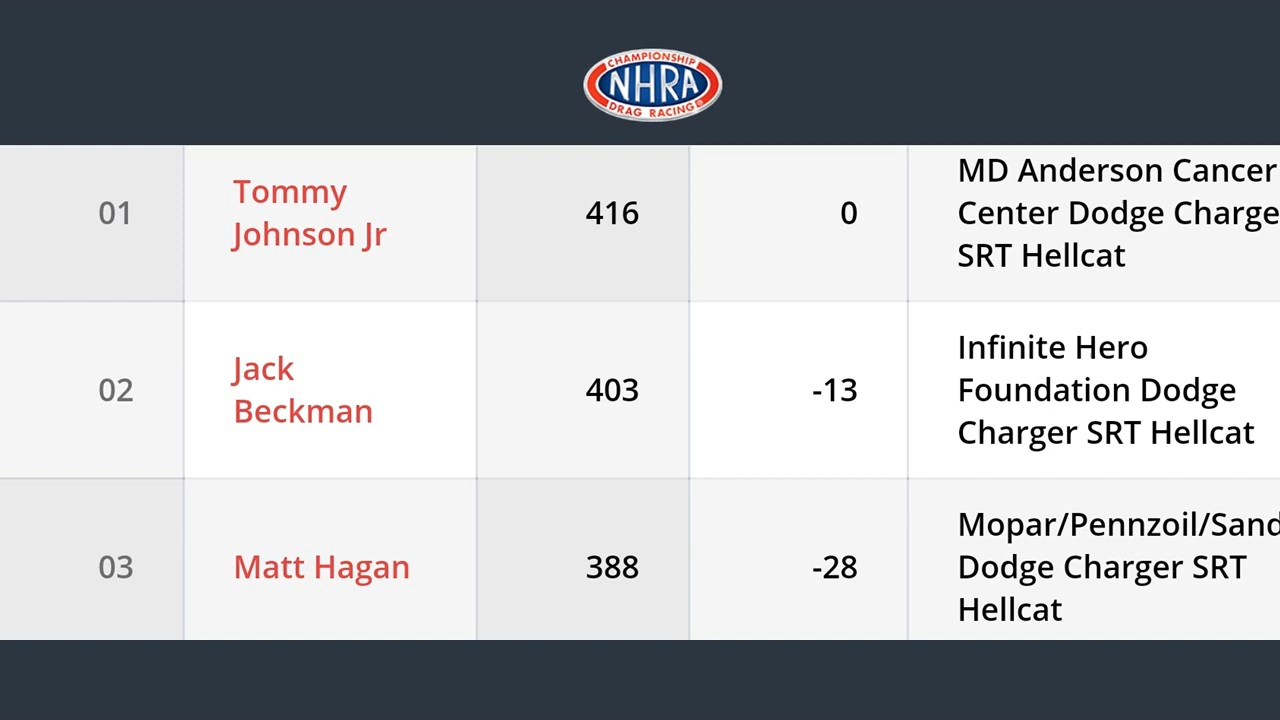 CHAMPIONSHIP
NHRA
DRAG RACING
01
Tommy
Johnson Jr
416
0
MD Anderson Cancer
Center Dodge Charge
SRT Hellcat
02
Jack
Beckman
403
-13
Infinite Hero
Foundation Dodge
Charger SRT Hellcat
03
Matt Hagan
388
-28
Mopar/Pennzoil/Sand
Dodge Charger SRT
Hellcat